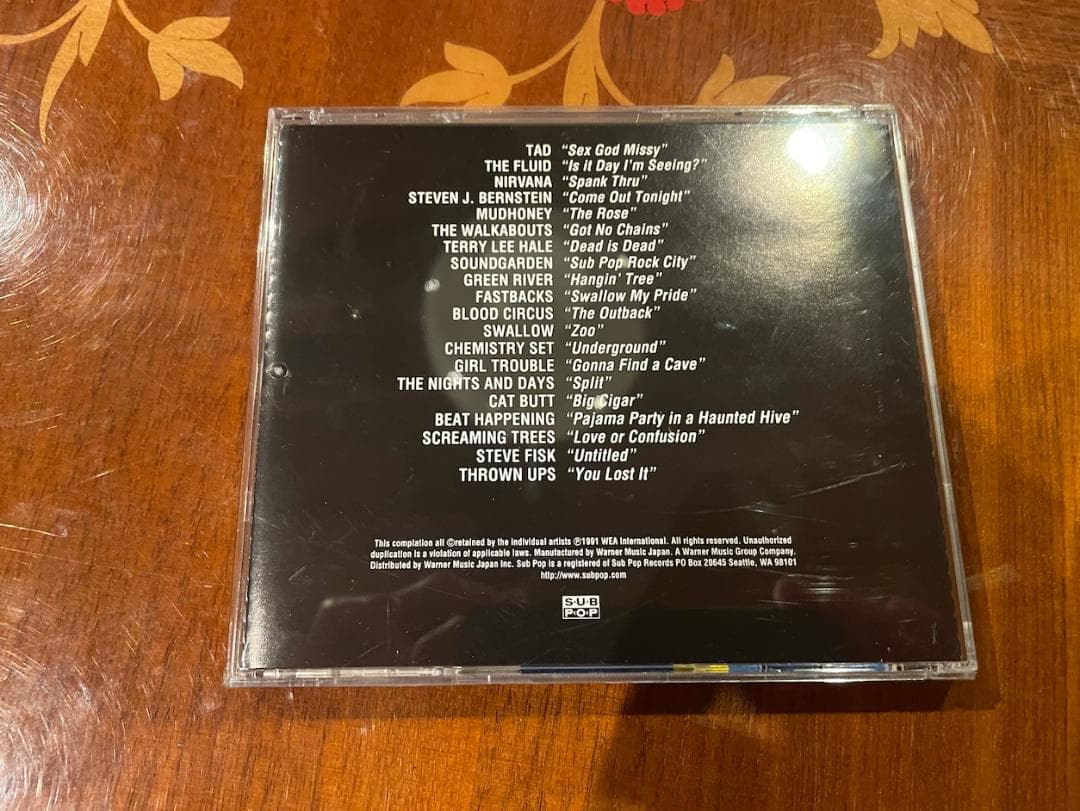 TAD "Sex God Missy"
THE FLUID "Is it Day I'm Seeing?"
NIRVANA "Spank Thru"
STEVEN J. BERNSTEIN "Come Out Tonight"
MUDHONEY "The Rose"
THE WALKABOUTS "Got No Chains"
TERRY LEE HALE "Dead is Dead"
SOUNDGARDEN "Sub Pop Rock City"
GREEN RIVER "Hangin' Tree"
FASTBACKS "Swallow My Pride"
BLOOD CIRCUS "The Outback"
SWALLOW "Zoo"
CHEMISTRY SET "Underground"
GIRL TROUBLE "Gonna Find a Cave"
THE NIGHTS AND DAYS "Split"
CAT BUTT "Big Cigar"
BEAT HAPPENING "Pajama Party in a Haunted Hive"
SCREAMING TREES "Love or Confusion"
STEVE FISK "Untitled"
THROWN UPS "You Lost It"
This complation all ©retained by the individual artists ℗1991 WEA International. All rights reserved. Unauthorized
duplication is a violation of applicable laws. Manufactured by Warner Music Japan. A Warner Music Group Company.
Distributed by Warner Music Japan Inc. Sub Pop is a registered of Sub Pop Records PO Box 20645 Seattle, WA 98101
http://www.subpop.com
SUB
POP